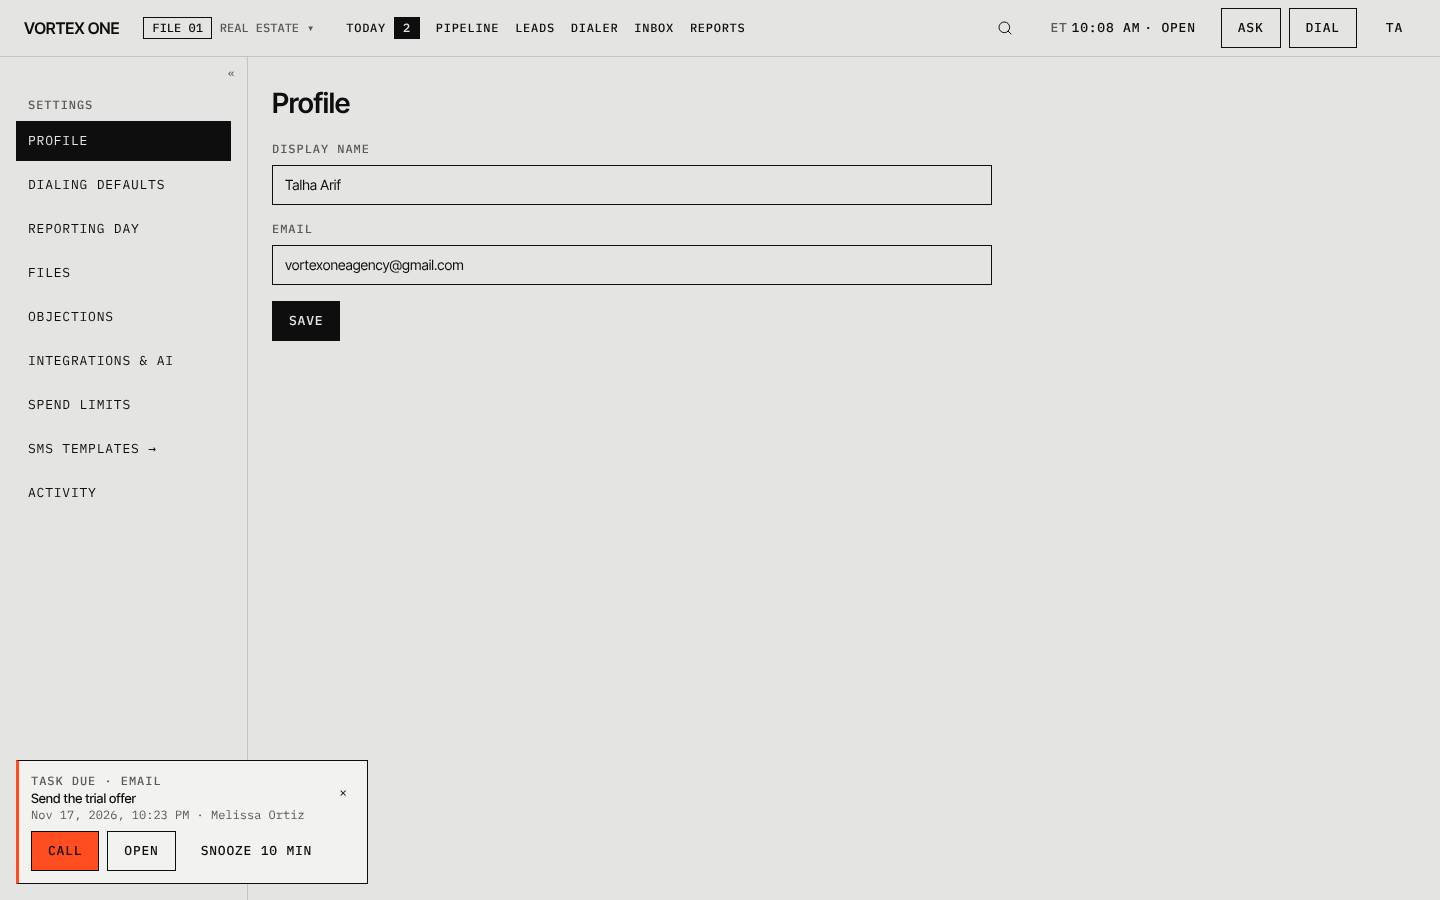 VORTEX ONE FILE 01 REAL ESTATE ▾ TODAY 2 PIPELINE LEADS DIALER INBOX REPORTS ET 10:08 AM · OPEN ASK DIAL TA
«
SETTINGS
PROFILE
DIALING DEFAULTS
REPORTING DAY
FILES
OBJECTIONS
INTEGRATIONS & AI
SPEND LIMITS
SMS TEMPLATES →
ACTIVITY
Profile
DISPLAY NAME
Talha Arif
EMAIL
vortexoneagency@gmail.com
SAVE
TASK DUE · EMAIL
×
Send the trial offer
Nov 17, 2026, 10:23 PM · Melissa Ortiz
CALL OPEN SNOOZE 10 MIN